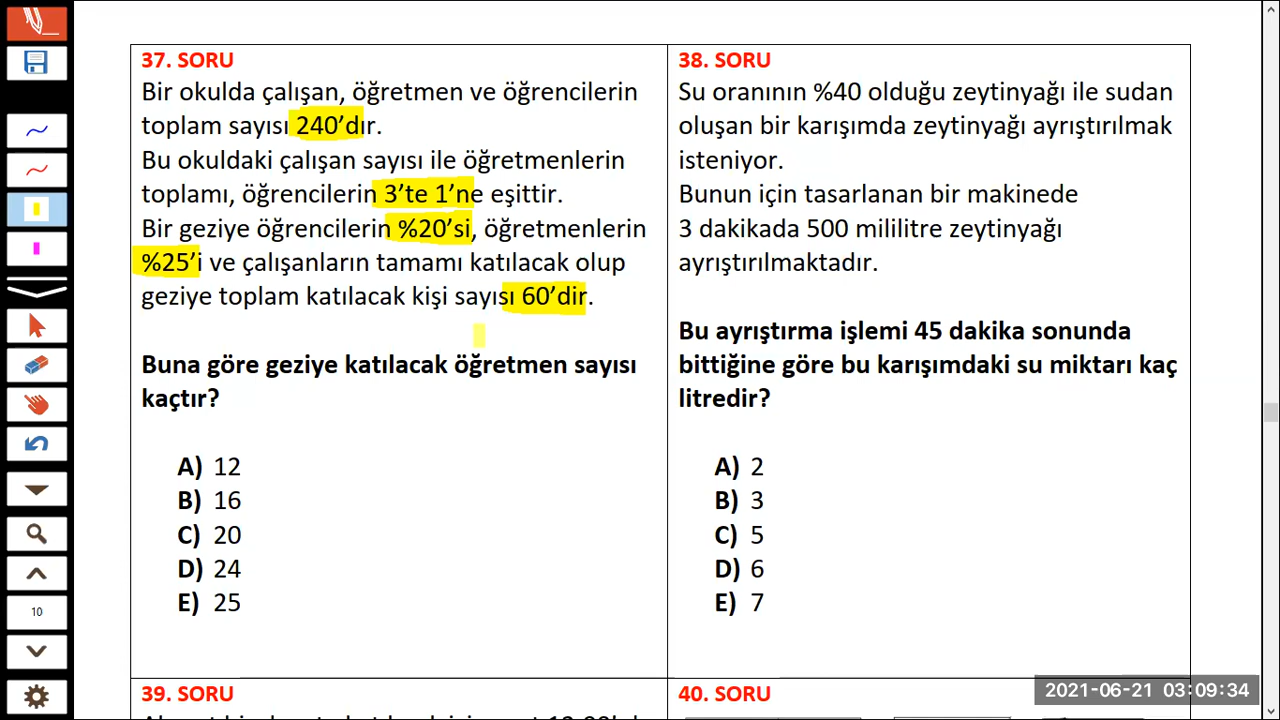 37. SORU
Bir okulda çalışan, öğretmen ve öğrencilerin
toplam sayısı 240’dır.
Bu okuldaki çalışan sayısı ile öğretmenlerin
toplamı, öğrencilerin 3’te 1’ne eşittir.
Bir geziye öğrencilerin %20’si, öğretmenlerin
%25’i ve çalışanların tamamı katılacak olup
geziye toplam katılacak kişi sayısı 60’dir.
Buna göre geziye katılacak öğretmen sayısı
kaçtır?
A) 12
B) 16
C) 20
D) 24
E) 25
38. SORU
Su oranının %40 olduğu zeytinyağı ile sudan
oluşan bir karışımda zeytinyağı ayrıştırılmak
isteniyor.
Bunun için tasarlanan bir makinede
3 dakikada 500 mililitre zeytinyağı
ayrıştırılmaktadır.
Bu ayrıştırma işlemi 45 dakika sonunda
bittiğine göre bu karışımdaki su miktarı kaç
litredir?
A) 2
B) 3
C) 5
D) 6
E) 7
39. SORU
40. SORU
10
2021-06-21 03:09:34